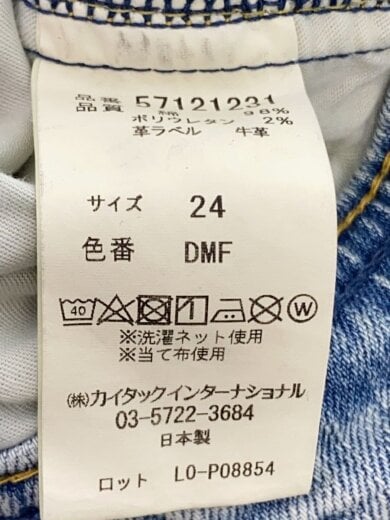 品番 57121231
品質 綿 98%
ポリウレタン 2%
革ラベル 牛革
サイズ 24
色番 DMF
40 1 W
※洗濯ネット使用
※当て布使用
㈱カイタックインターナショナル
03-5722-3684
日本製
ロット LO-P08854